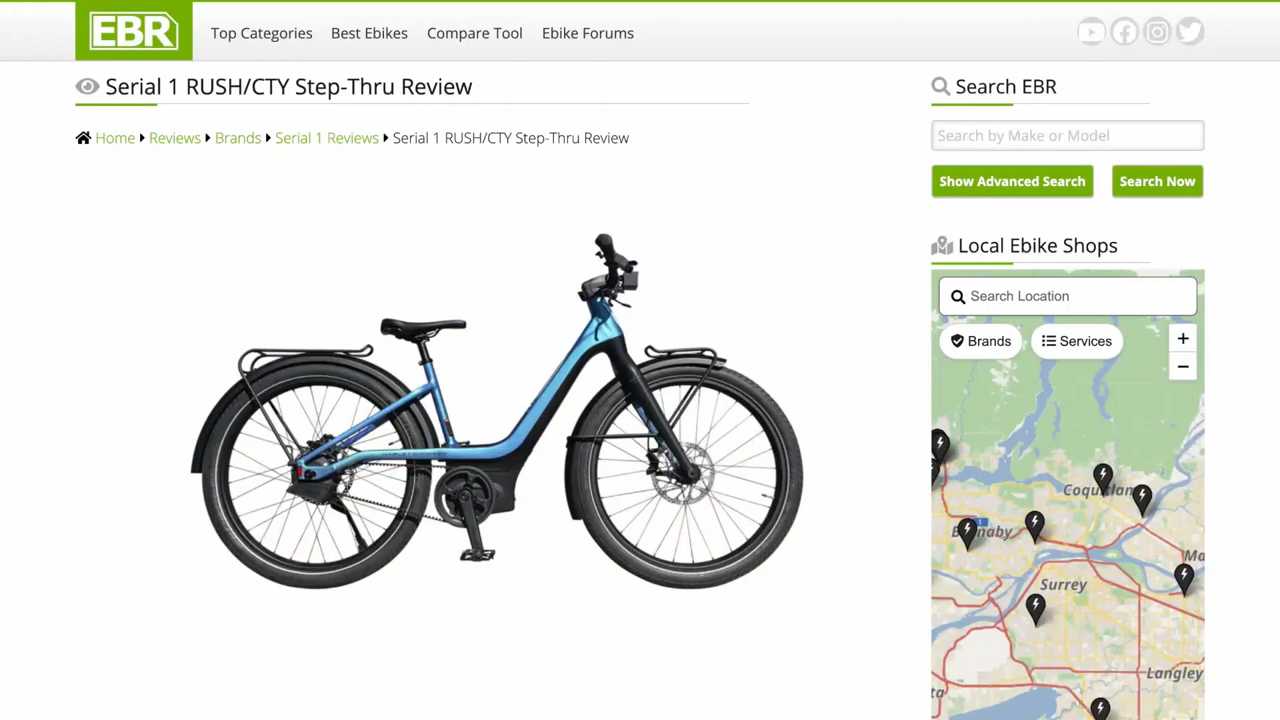 EBR
Top Categories
Best Ebikes
Compare Tool
Ebike Forums
Serial 1 RUSH/CTY Step-Thru Review
Home Reviews Brands Serial 1 Reviews Serial 1 RUSH/CTY Step-Thru Review
Search EBR
Search by Make or Model
Show Advanced Search
Search Now
Local Ebike Shops
Search Location
Brands
Services
+
−
Coquitlam
1
Surrey
Langley